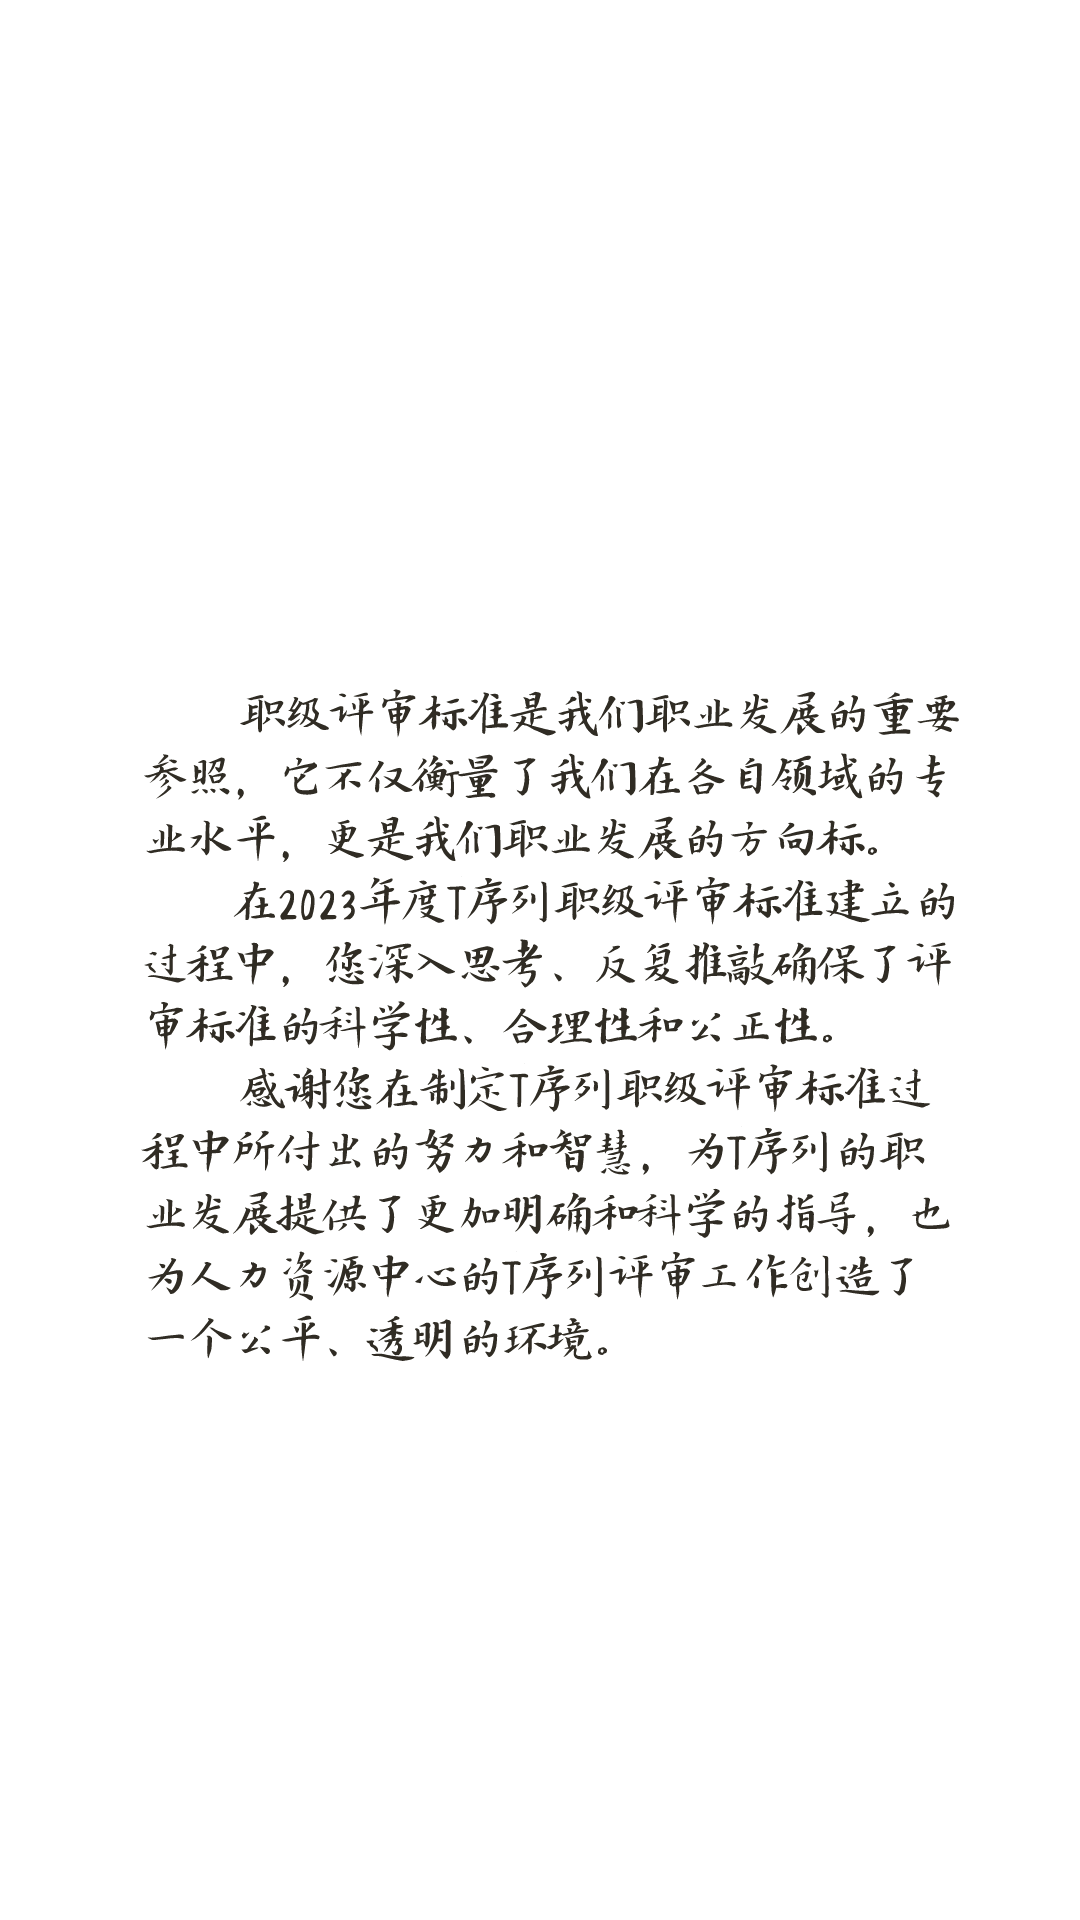 职级评审标准是我们职业发展的重要
参照，它不仅衡量了我们在各自领域的专
业水平，更是我们职业发展的方向标。
在2023年度T序列职级评审标准建立的
过程中，您深入思考、反复推敲确保了评
审标准的科学性、合理性和公正性。
感谢您在制定T序列职级评审标准过
程中所付出的努力和智慧，为T序列的职
业发展提供了更加明确和科学的指导，也
为人力资源中心的T序列评审工作创造了
一个公平、透明的环境。